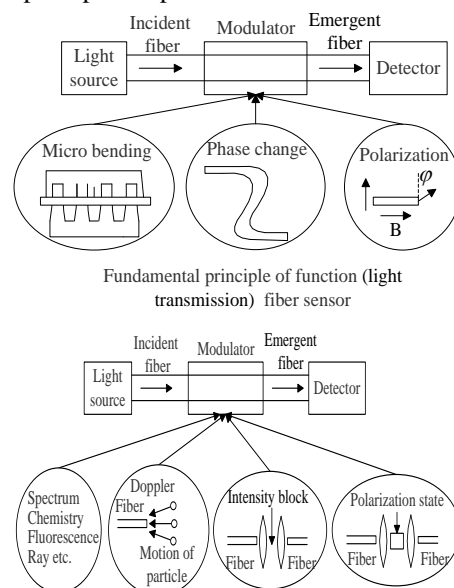 Incident
fiber
Modulator
Emergent
fiber
Light
source
Detector
Micro bending
Phase change
Polarization
φ
B
Fundamental principle of function (light
transmission) fiber sensor
Incident
fiber
Modulator
Emergent
fiber
Light
source
Detector
Spectrum
Chemistry
Fluorescence
Ray etc.
Doppler
Fiber
Motion of
particle
Intensity block
Fiber
Fiber
Polarization state
Fiber
Fiber